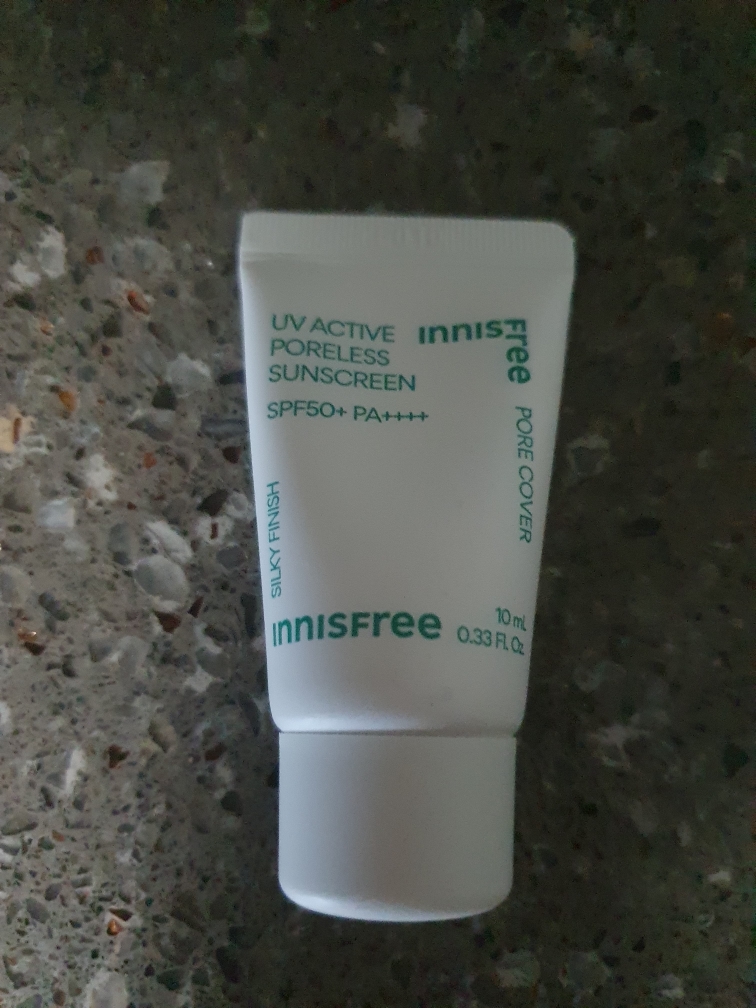 UV ACTIVE
PORELESS
SUNSCREEN
SPF50+ PA++++
INNISFree
PORE COVER
SILKY FINISH
INNISFree
10 mL
0.33 FL. Oz